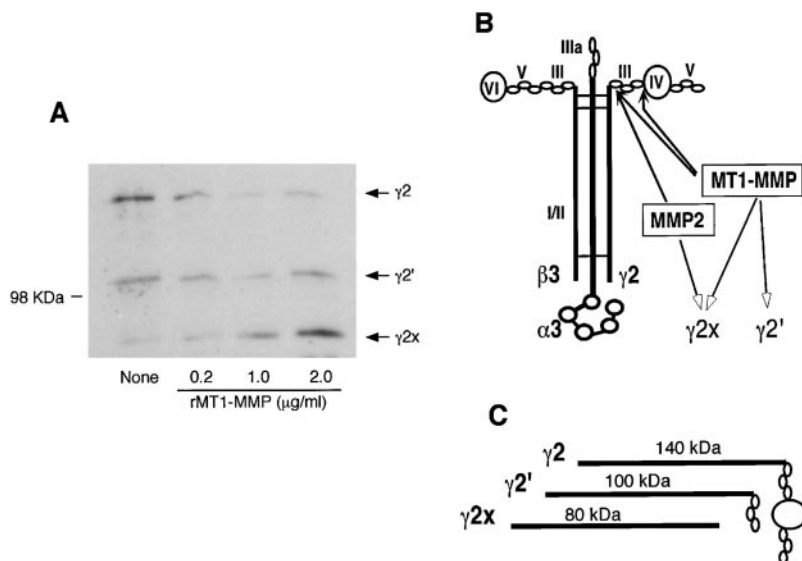 A
γ2
γ2'
98 KDa
γ2x
None 0.2 1.0 2.0
rMT1-MMP (μg/ml)
B
IIIa
VI V III III IV V
MT1-MMP
I/II
MMP2
β3 γ2
α3
γ2x γ2'
C
γ2 140 kDa
γ2' 100 kDa
γ2x 80 kDa